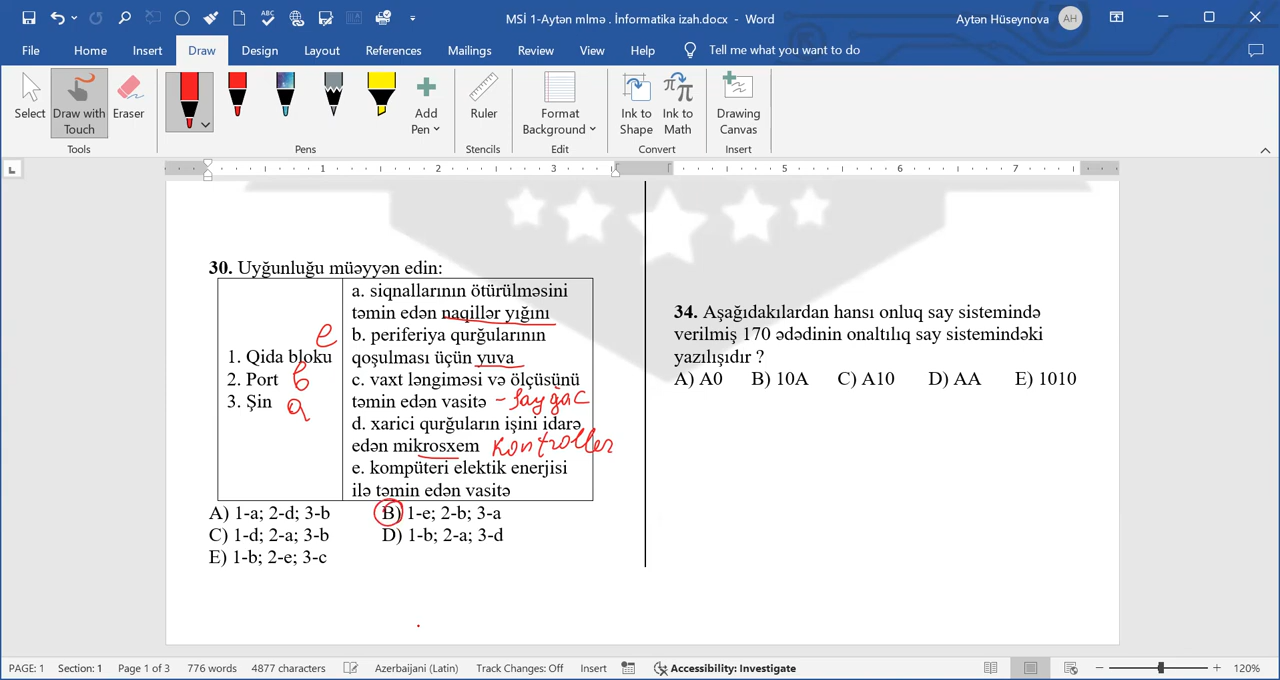 MSİ 1-Aytən mlmə . İnformatika izah.docx - Word
Aytən Hüseynova
AH
File Home Insert Draw Design Layout References Mailings Review View Help Tell me what you want to do
Select
Draw with Touch
Eraser
Add Pen
Ruler
Format Background
Ink to Shape
Ink to Math
Drawing Canvas
Tools Pens Stencils Edit Convert Insert
1 2 3 5 6 7
30. Uyğunluğu müəyyən edin:
1. Qida bloku e
2. Port b
3. Şin a
a. siqnallarının ötürülməsini
təmin edən naqillər yığını
b. periferiya qurğularının
qoşulması üçün yuva
c. vaxt ləngiməsi və ölçüsünü
təmin edən vasitə - Sayğac
d. xarici qurğuların işini idarə
edən mikrosxem kontroller
e. kompüteri elektik enerjisi
ilə təmin edən vasitə
A) 1-a; 2-d; 3-b B) 1-e; 2-b; 3-a
C) 1-d; 2-a; 3-b D) 1-b; 2-a; 3-d
E) 1-b; 2-e; 3-c
34. Aşağıdakılardan hansı onluq say sistemində
verilmiş 170 ədədinin onaltılıq say sistemindəki
yazılışıdır ?
A) A0 B) 10A C) A10 D) AA E) 1010
PAGE: 1 Section: 1 Page 1 of 3 776 words 4877 characters Azerbaijani (Latin) Track Changes: Off Insert Accessibility: Investigate 120%